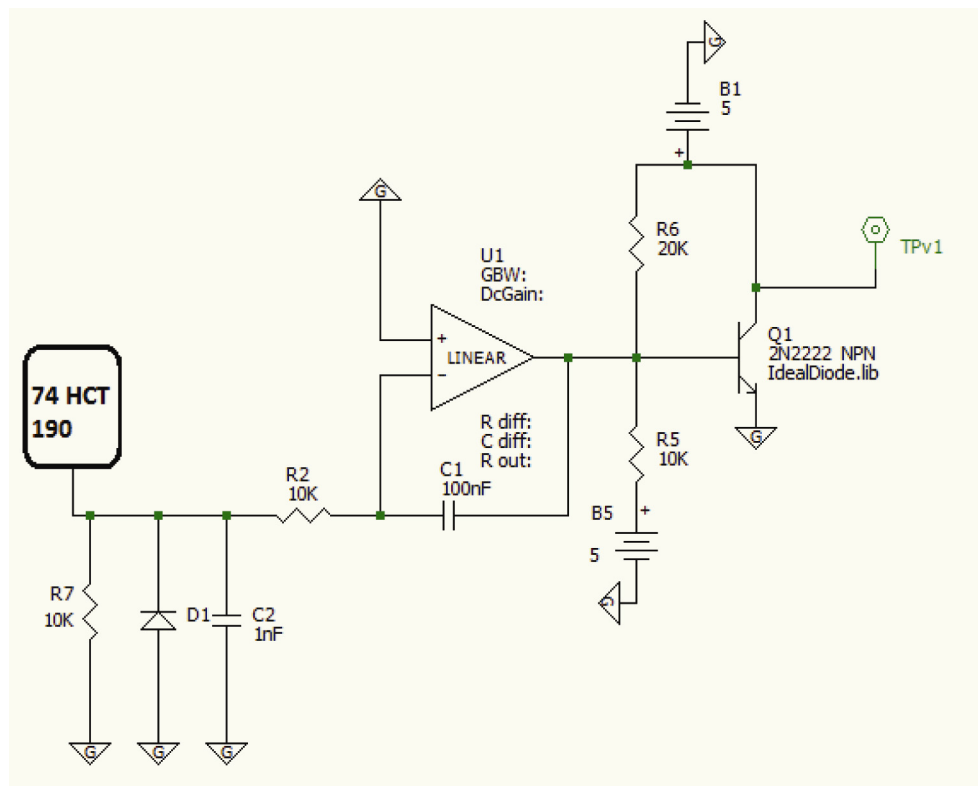 G
B1
5
+
G
R6
20K
TPv1
U1
GBW:
DcGain:
+
LINEAR
−
Q1
2N2222 NPN
IdealDiode.lib
G
74 HCT
190
R diff:
C diff:
R out:
R5
10K
R2
10K
C1
100nF
B5
+
5
G
R7
10K
D1
C2
1nF
G
G
G